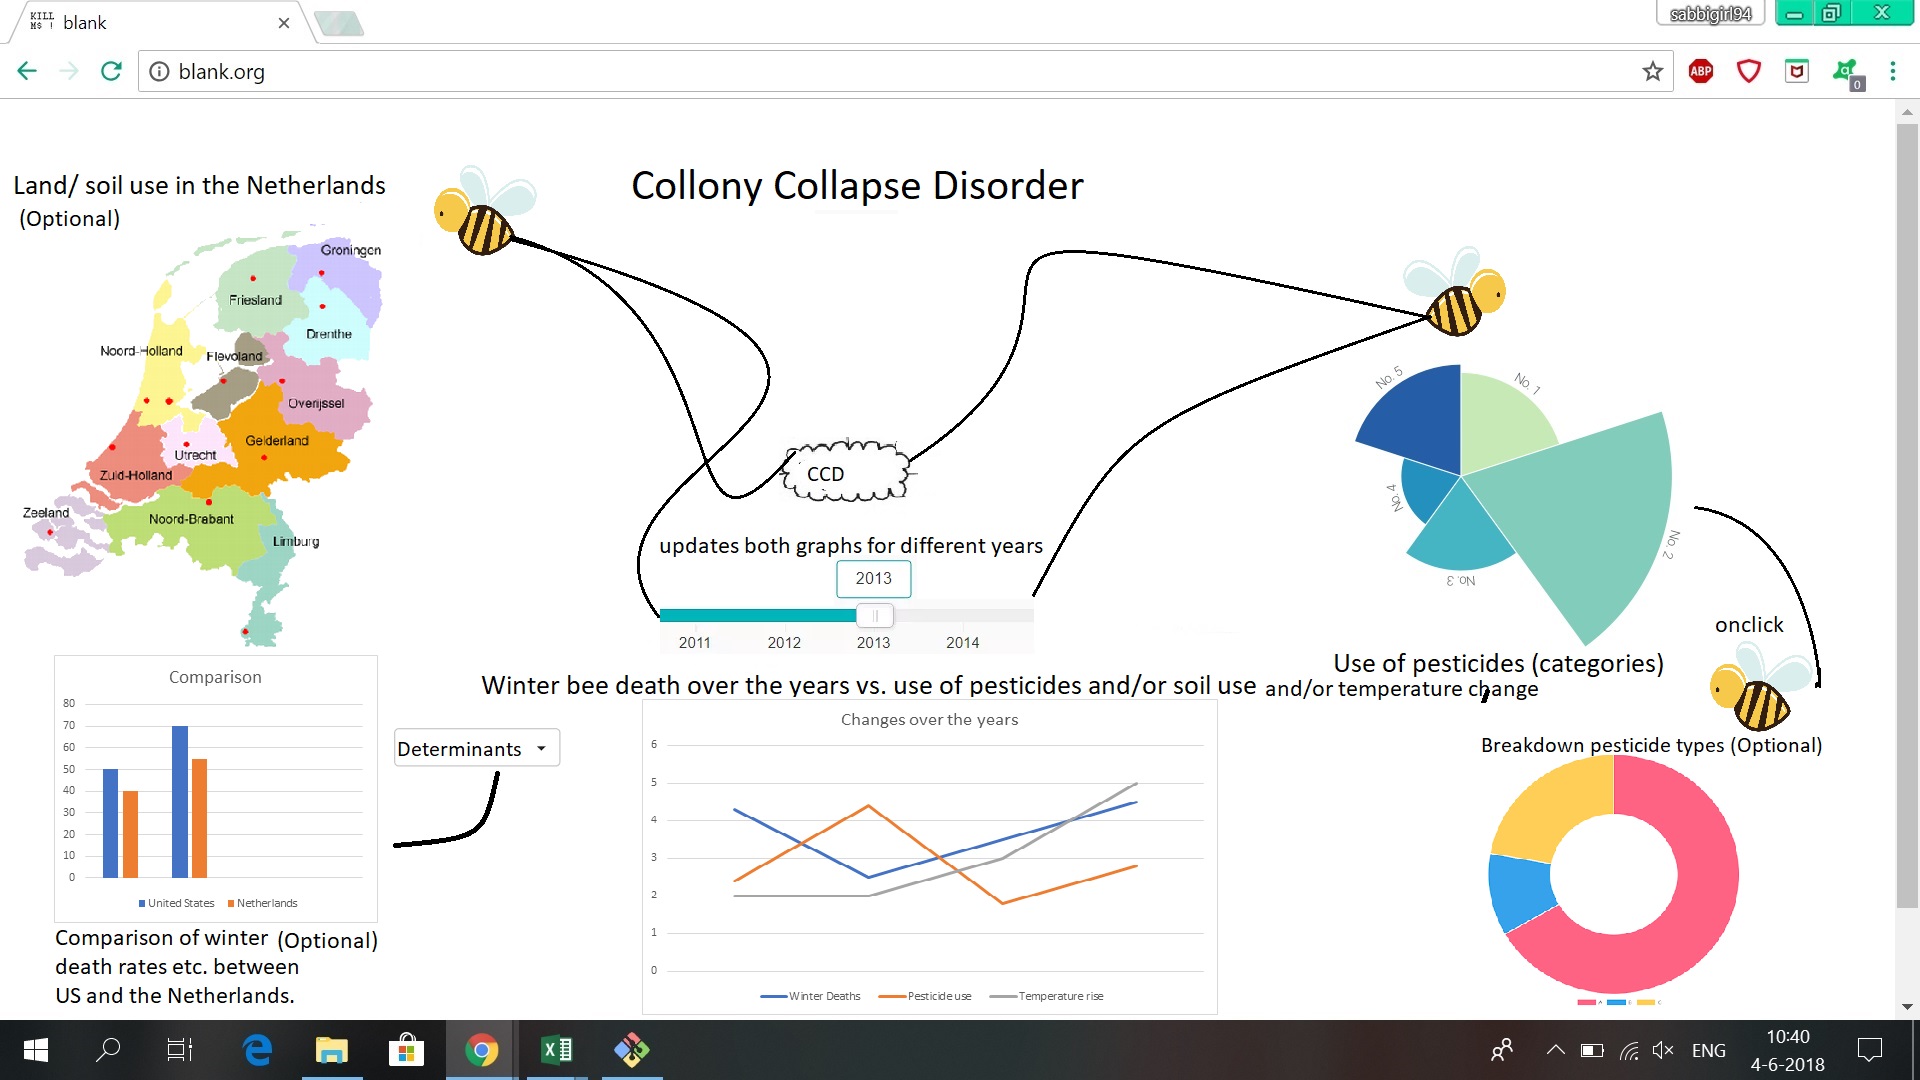 KILL
M$ !
blank
sabbigirl94
blank.org
ABP
0
Collony Collapse Disorder
Land/ soil use in the Netherlands
(Optional)
Groningen
Friesland
Drenthe
Noord-Holland
Flevoland
Overijssel
Gelderland
Utrecht
Zuid-Holland
Noord-Brabant
Zeeland
Limburg
CCD
updates both graphs for different years
2013
2011
2012
2013
2014
No. 5
No. 1
No. 4
No. 2
No. 3
onclick
Use of pesticides (categories)
Winter bee death over the years vs. use of pesticides and/or soil use and/or temperature change
Comparison
80
70
60
50
40
30
20
10
0
United States
Netherlands
Comparison of winter (Optional)
death rates etc. between
US and the Netherlands.
Determinants
Changes over the years
6
5
4
3
2
1
0
Winter Deaths
Pesticide use
Temperature rise
Breakdown pesticide types (Optional)
ENG
10:40
4-6-2018